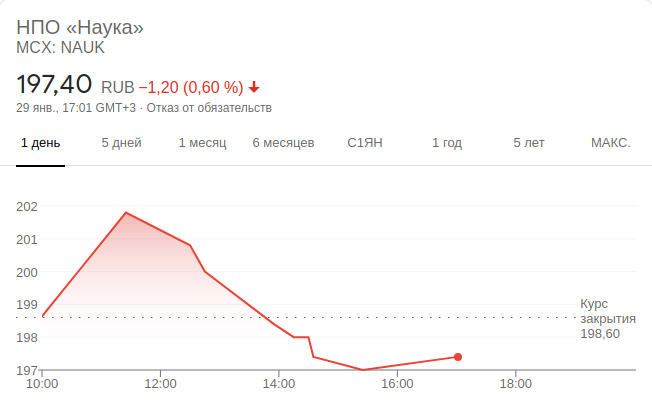 НПО «Наука»
MCX: NAUK
197,40 RUB −1,20 (0,60 %)
29 янв., 17:01 GMT+3 · Отказ от обязательств
1 день 5 дней 1 месяц 6 месяцев С1ЯН 1 год 5 лет МАКС.
202
201
200
199
198
197
Курс
закрытия
198,60
10:00 12:00 14:00 16:00 18:00